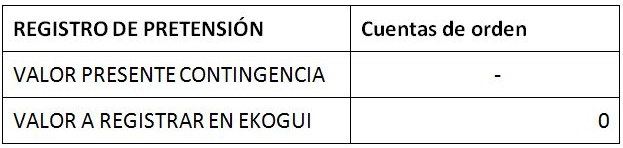 REGISTRO DE PRETENSIÓN Cuentas de orden
VALOR PRESENTE CONTINGENCIA -
VALOR A REGISTRAR EN EKOGUI 0